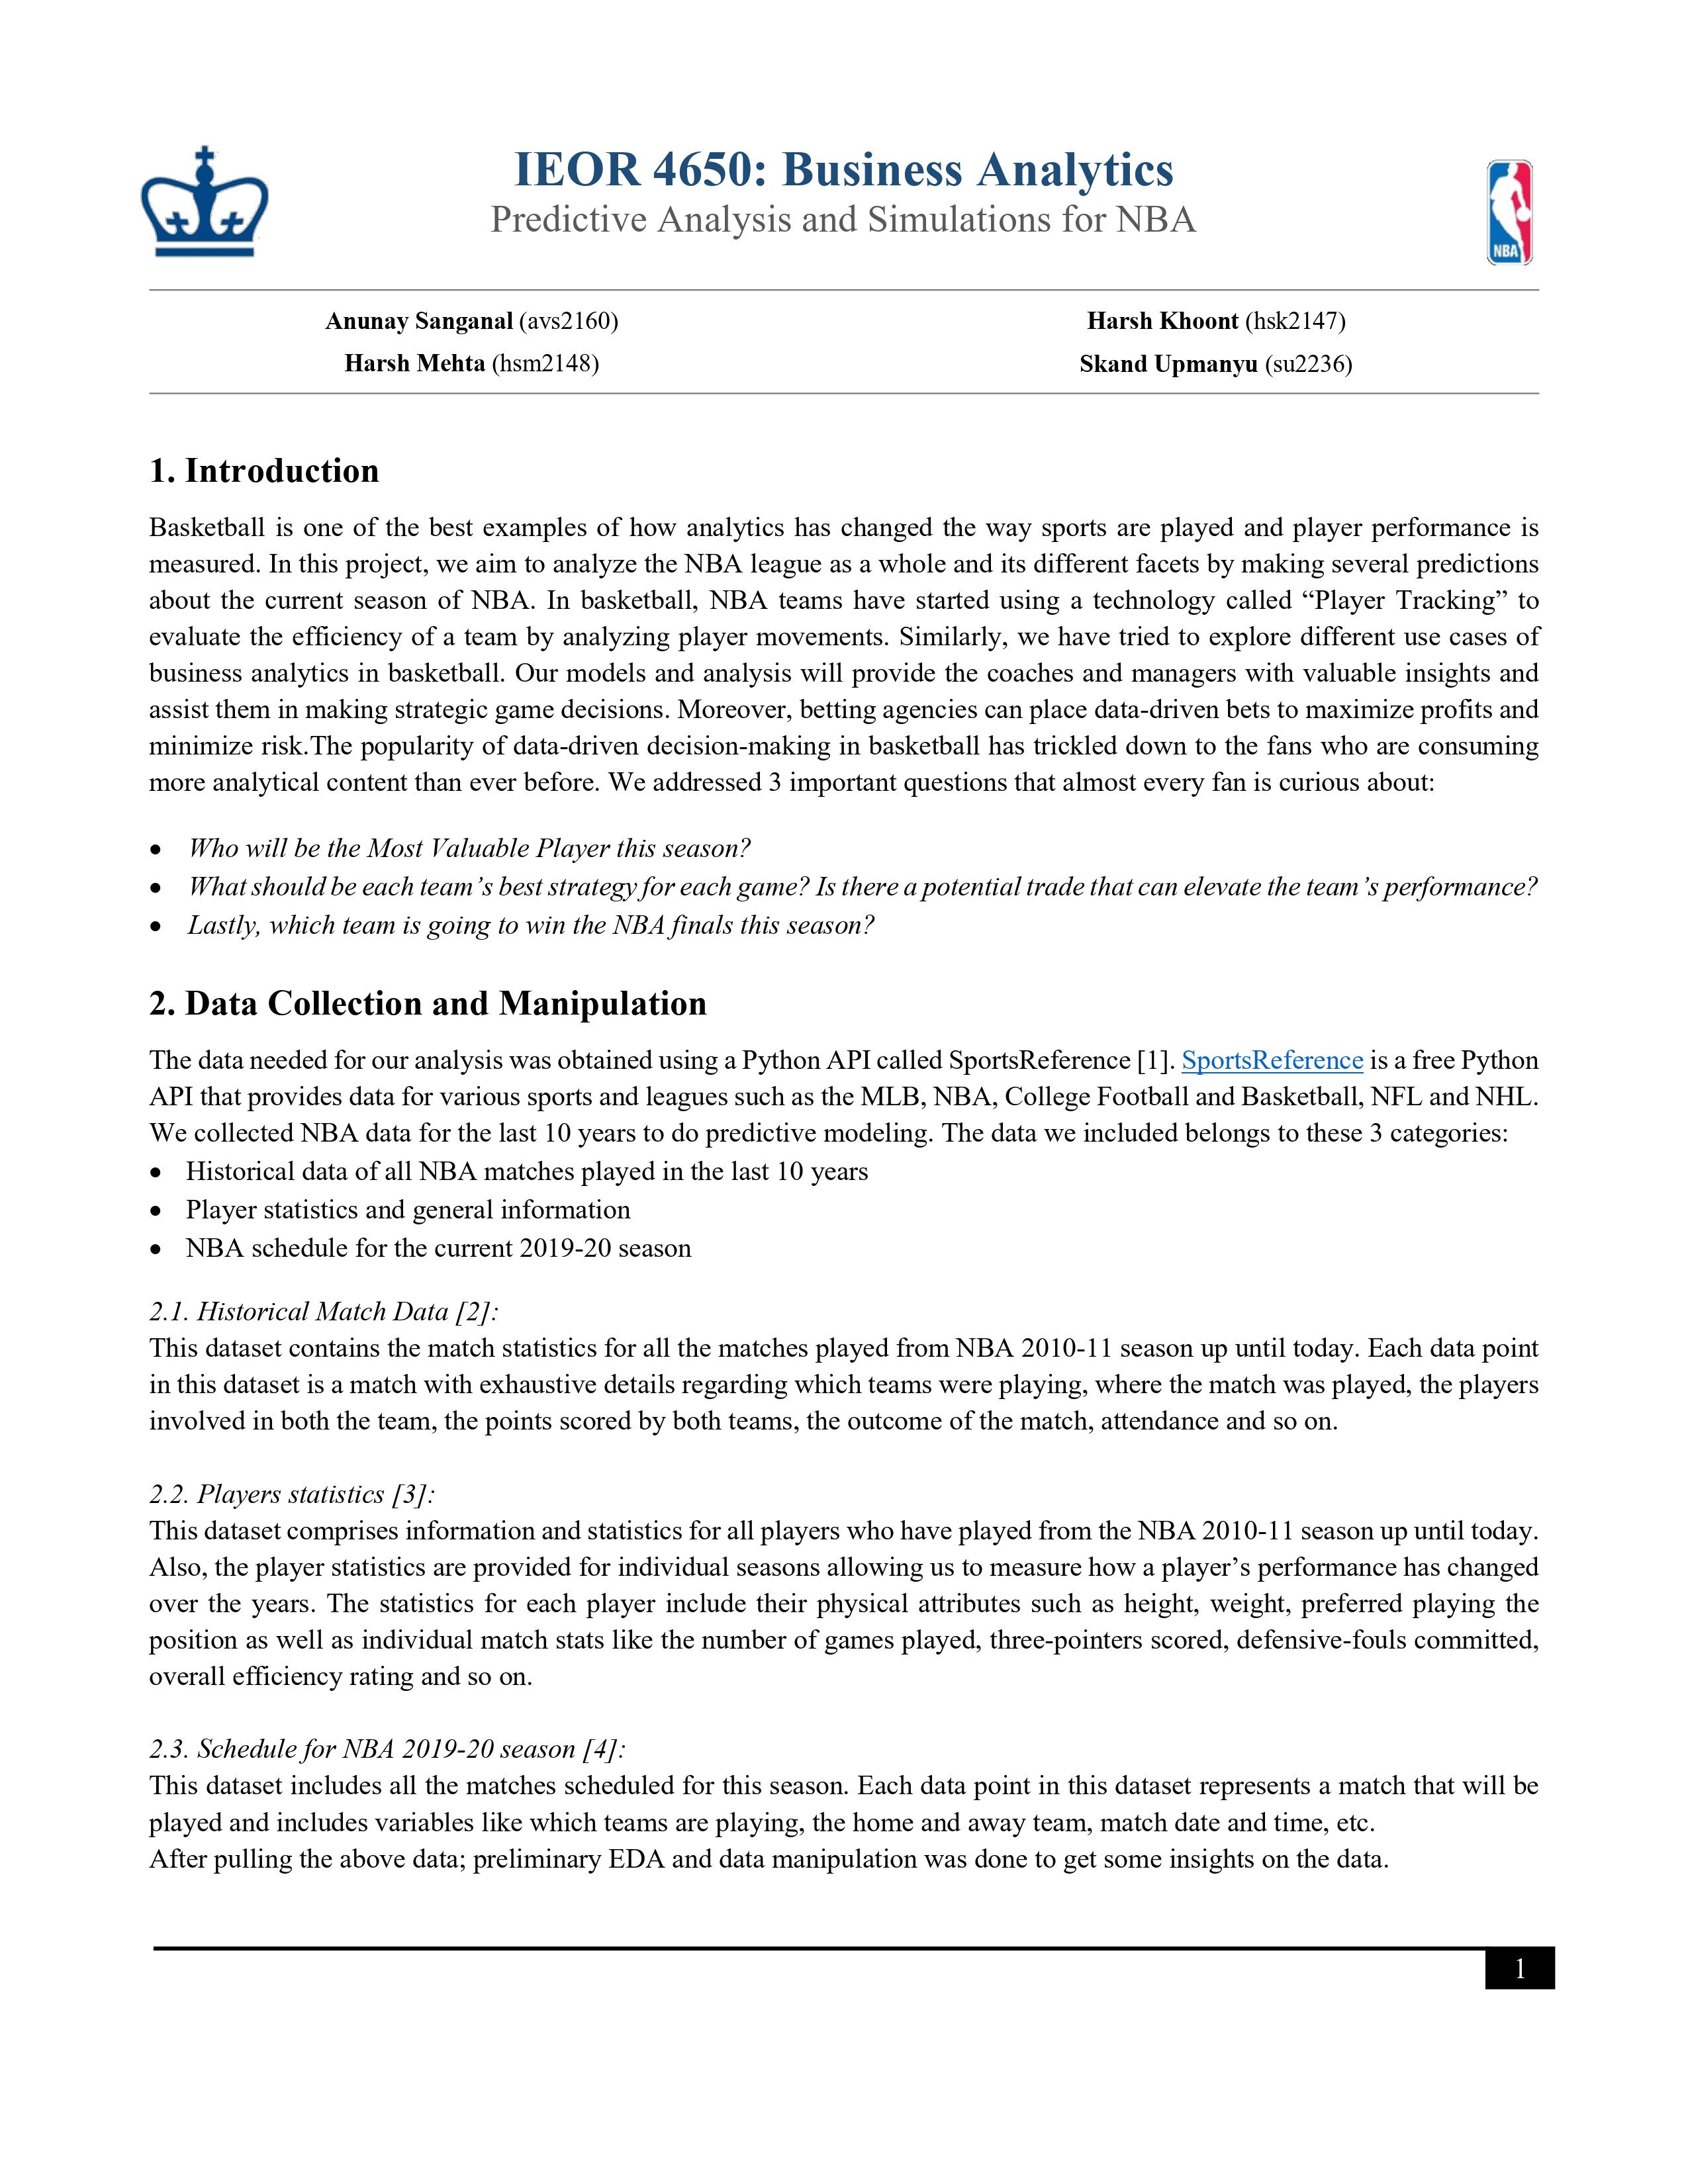 IEOR 4650: Business Analytics
Predictive Analysis and Simulations for NBA
NBA
Anunay Sanganal (avs2160)
Harsh Khoont (hsk2147)
Harsh Mehta (hsm2148)
Skand Upmanyu (su2236)
1. Introduction
Basketball is one of the best examples of how analytics has changed the way sports are played and player performance is
measured. In this project, we aim to analyze the NBA league as a whole and its different facets by making several predictions
about the current season of NBA. In basketball, NBA teams have started using a technology called “Player Tracking” to
evaluate the efficiency of a team by analyzing player movements. Similarly, we have tried to explore different use cases of
business analytics in basketball. Our models and analysis will provide the coaches and managers with valuable insights and
assist them in making strategic game decisions. Moreover, betting agencies can place data-driven bets to maximize profits and
minimize risk.The popularity of data-driven decision-making in basketball has trickled down to the fans who are consuming
more analytical content than ever before. We addressed 3 important questions that almost every fan is curious about:
• Who will be the Most Valuable Player this season?
• What should be each team’s best strategy for each game? Is there a potential trade that can elevate the team’s performance?
• Lastly, which team is going to win the NBA finals this season?
2. Data Collection and Manipulation
The data needed for our analysis was obtained using a Python API called SportsReference [1]. SportsReference is a free Python
API that provides data for various sports and leagues such as the MLB, NBA, College Football and Basketball, NFL and NHL.
We collected NBA data for the last 10 years to do predictive modeling. The data we included belongs to these 3 categories:
• Historical data of all NBA matches played in the last 10 years
• Player statistics and general information
• NBA schedule for the current 2019-20 season
2.1. Historical Match Data [2]:
This dataset contains the match statistics for all the matches played from NBA 2010-11 season up until today. Each data point
in this dataset is a match with exhaustive details regarding which teams were playing, where the match was played, the players
involved in both the team, the points scored by both teams, the outcome of the match, attendance and so on.
2.2. Players statistics [3]:
This dataset comprises information and statistics for all players who have played from the NBA 2010-11 season up until today.
Also, the player statistics are provided for individual seasons allowing us to measure how a player’s performance has changed
over the years. The statistics for each player include their physical attributes such as height, weight, preferred playing the
position as well as individual match stats like the number of games played, three-pointers scored, defensive-fouls committed,
overall efficiency rating and so on.
2.3. Schedule for NBA 2019-20 season [4]:
This dataset includes all the matches scheduled for this season. Each data point in this dataset represents a match that will be
played and includes variables like which teams are playing, the home and away team, match date and time, etc.
After pulling the above data; preliminary EDA and data manipulation was done to get some insights on the data.
1